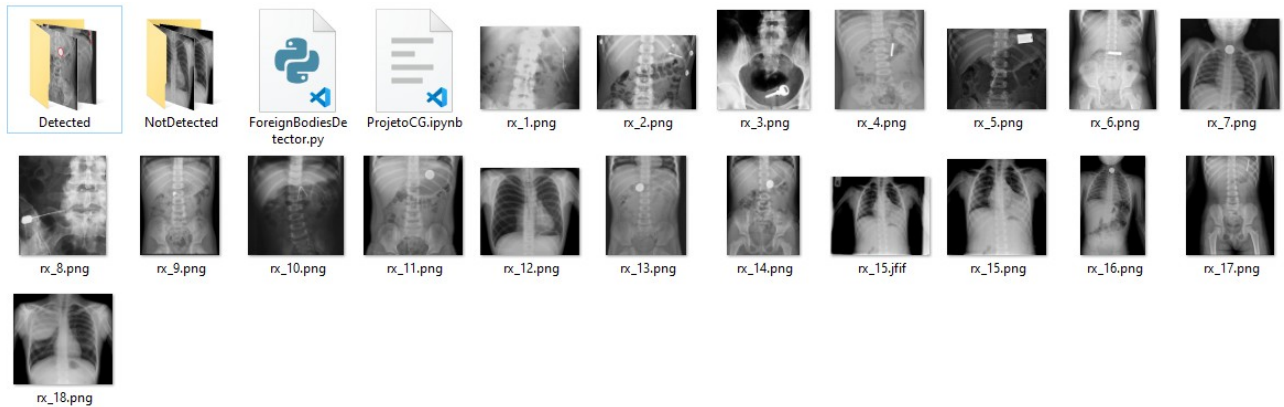 Detected
NotDetected
ForeignBodiesDe
tector.py
ProjetoCG.ipynb
rx_1.png
rx_2.png
rx_3.png
rx_4.png
rx_5.png
rx_6.png
rx_7.png
rx_8.png
rx_9.png
rx_10.png
rx_11.png
rx_12.png
rx_13.png
rx_14.png
rx_15.jfif
rx_15.png
rx_16.png
rx_17.png
rx_18.png